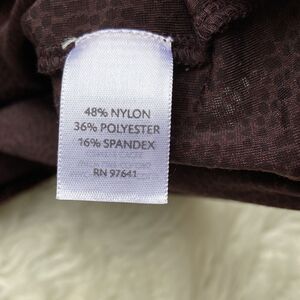 48% NYLON
36% POLYESTER
16% SPANDEX
RN 97641